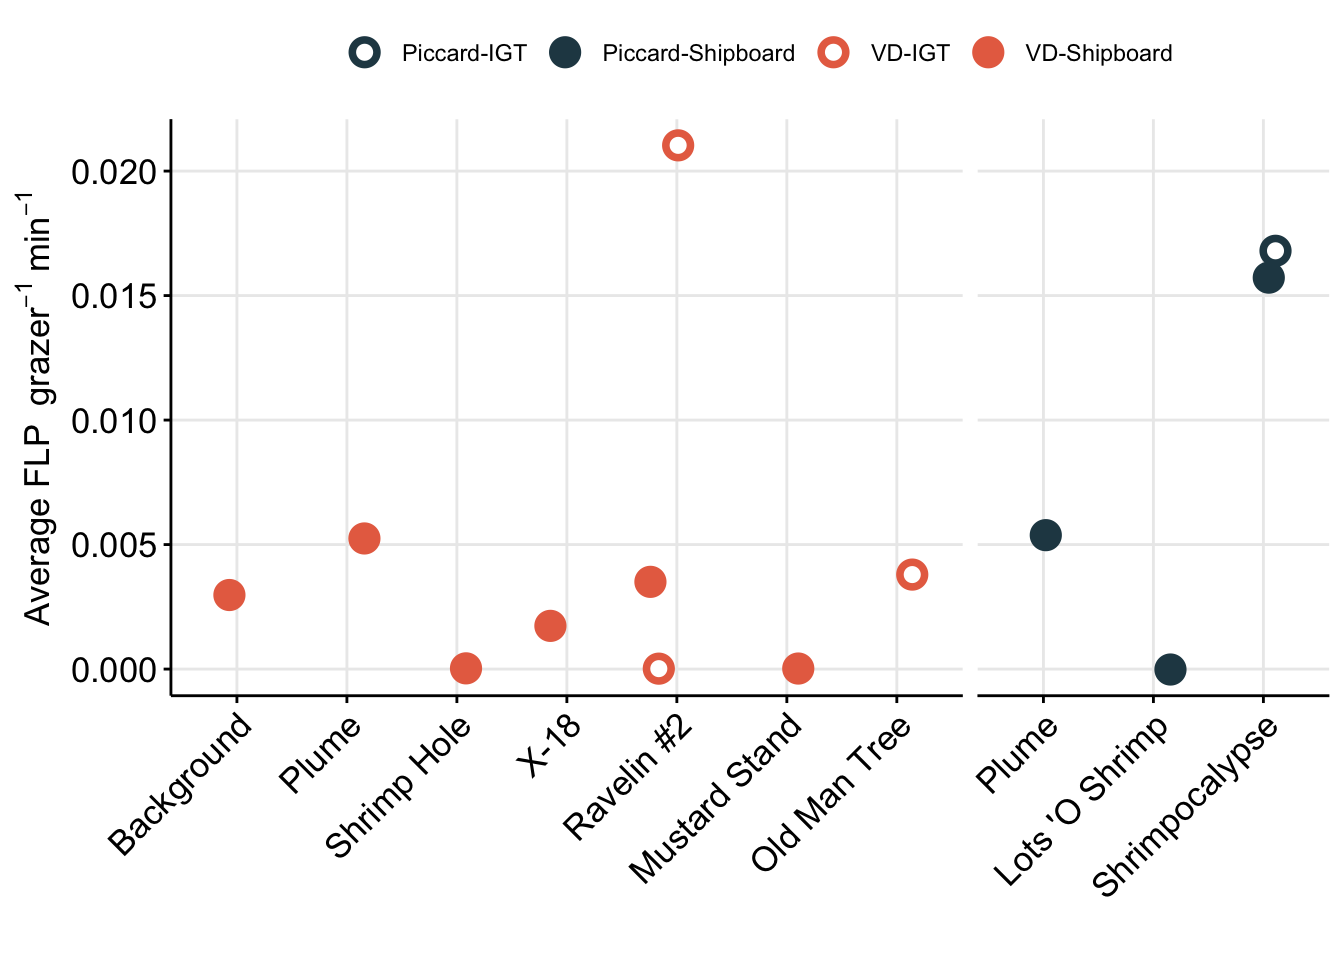 Piccard-IGT Piccard-Shipboard VD-IGT VD-Shipboard
Average FLP grazer⁻¹ min⁻¹
0.020
0.015
0.010
0.005
0.000
Background
Plume
Shrimp Hole
X-18
Ravelin #2
Mustard Stand
Old Man Tree
Plume
Lots 'O Shrimp
Shrimpocalypse